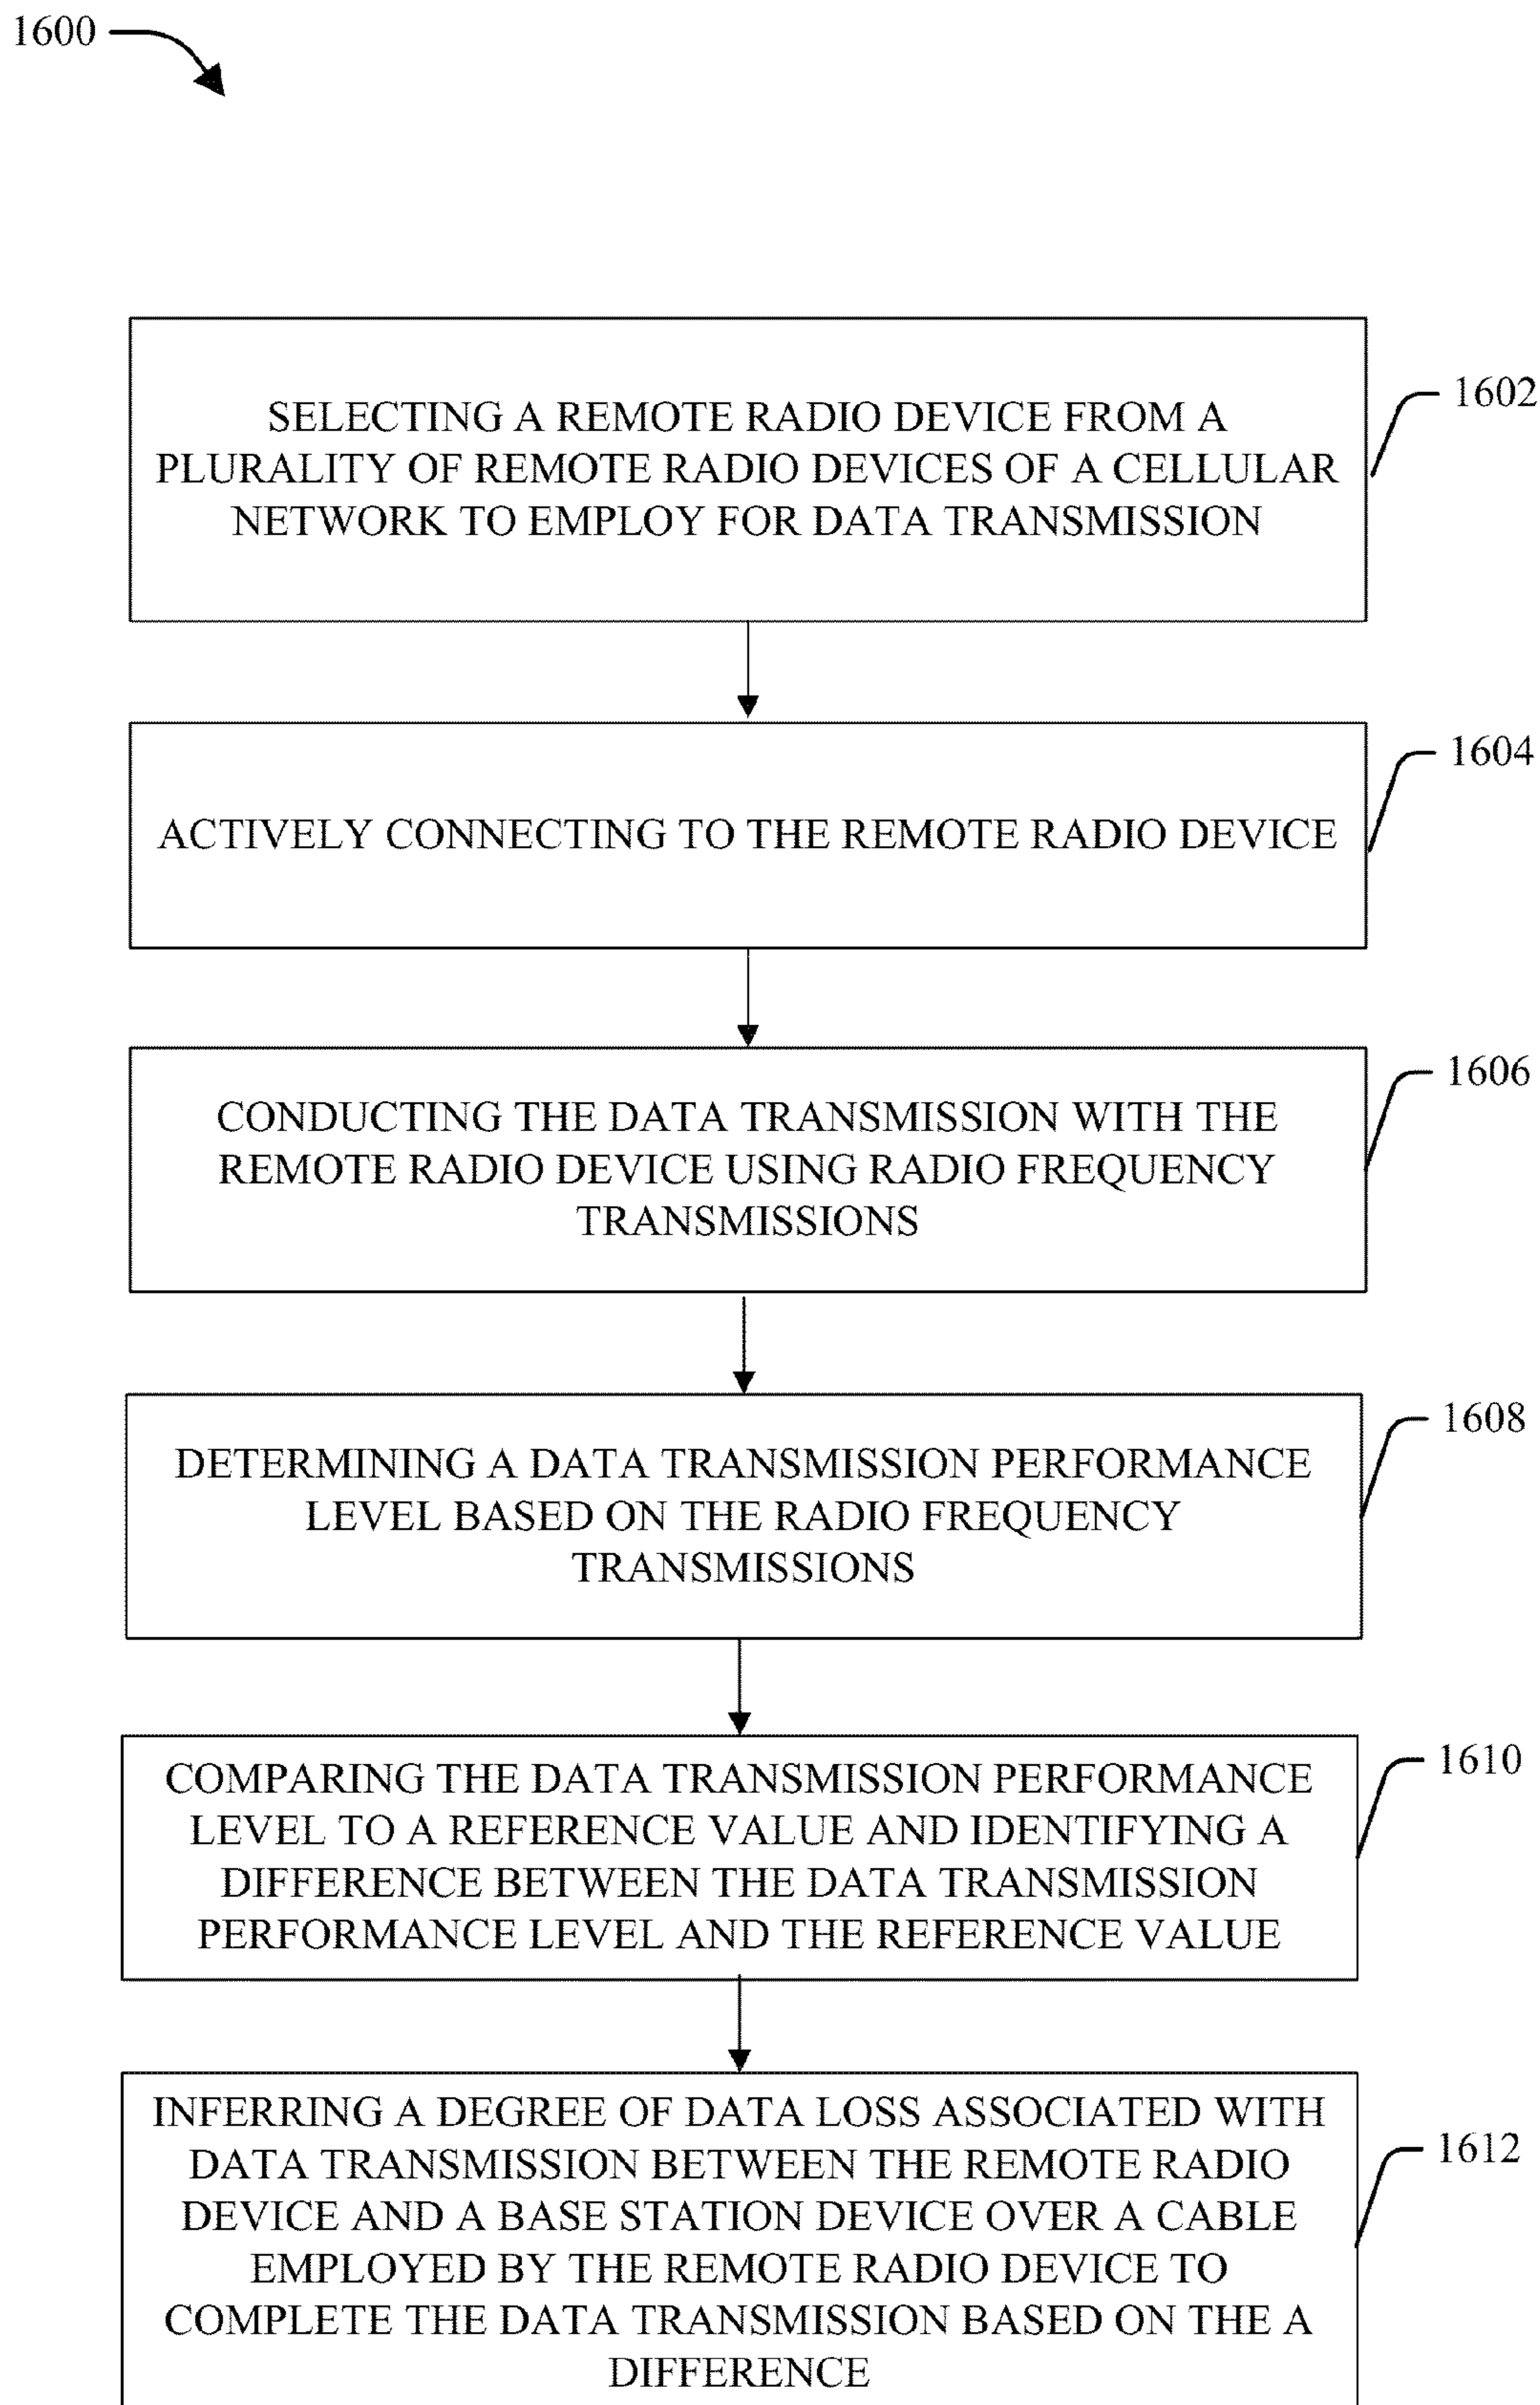 1600
SELECTING A REMOTE RADIO DEVICE FROM A
PLURALITY OF REMOTE RADIO DEVICES OF A CELLULAR
NETWORK TO EMPLOY FOR DATA TRANSMISSION
1602
ACTIVELY CONNECTING TO THE REMOTE RADIO DEVICE
1604
CONDUCTING THE DATA TRANSMISSION WITH THE
REMOTE RADIO DEVICE USING RADIO FREQUENCY
TRANSMISSIONS
1606
DETERMINING A DATA TRANSMISSION PERFORMANCE
LEVEL BASED ON THE RADIO FREQUENCY
TRANSMISSIONS
1608
COMPARING THE DATA TRANSMISSION PERFORMANCE
LEVEL TO A REFERENCE VALUE AND IDENTIFYING A
DIFFERENCE BETWEEN THE DATA TRANSMISSION
PERFORMANCE LEVEL AND THE REFERENCE VALUE
1610
INFERRING A DEGREE OF DATA LOSS ASSOCIATED WITH
DATA TRANSMISSION BETWEEN THE REMOTE RADIO
DEVICE AND A BASE STATION DEVICE OVER A CABLE
EMPLOYED BY THE REMOTE RADIO DEVICE TO
COMPLETE THE DATA TRANSMISSION BASED ON THE A
DIFFERENCE
1612